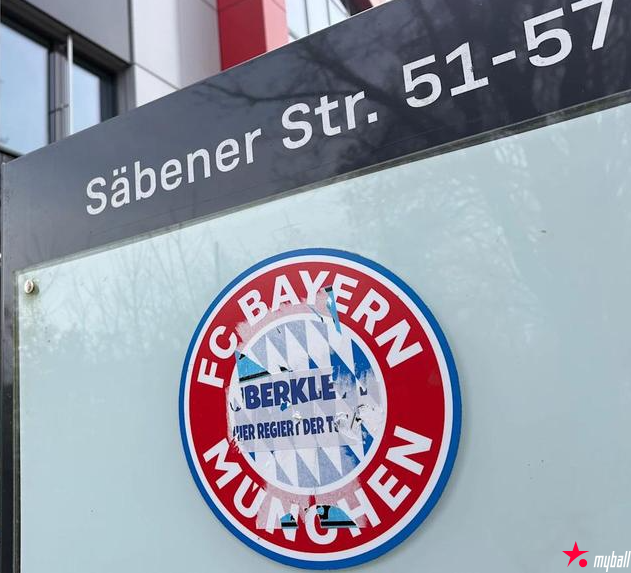 Säbener Str. 51-57
FC BAYERN
BERKLE
HIER REGIERT DER
MÜNCHEN
myball